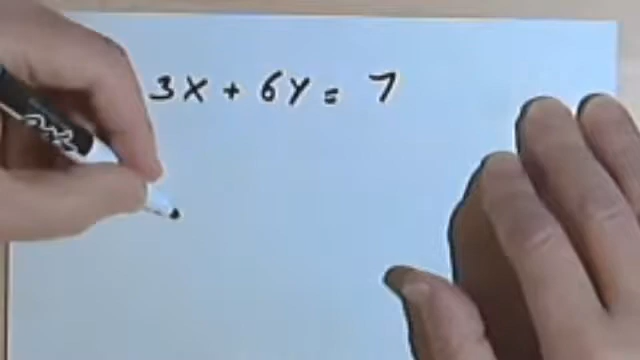 3X + 6Y = 7